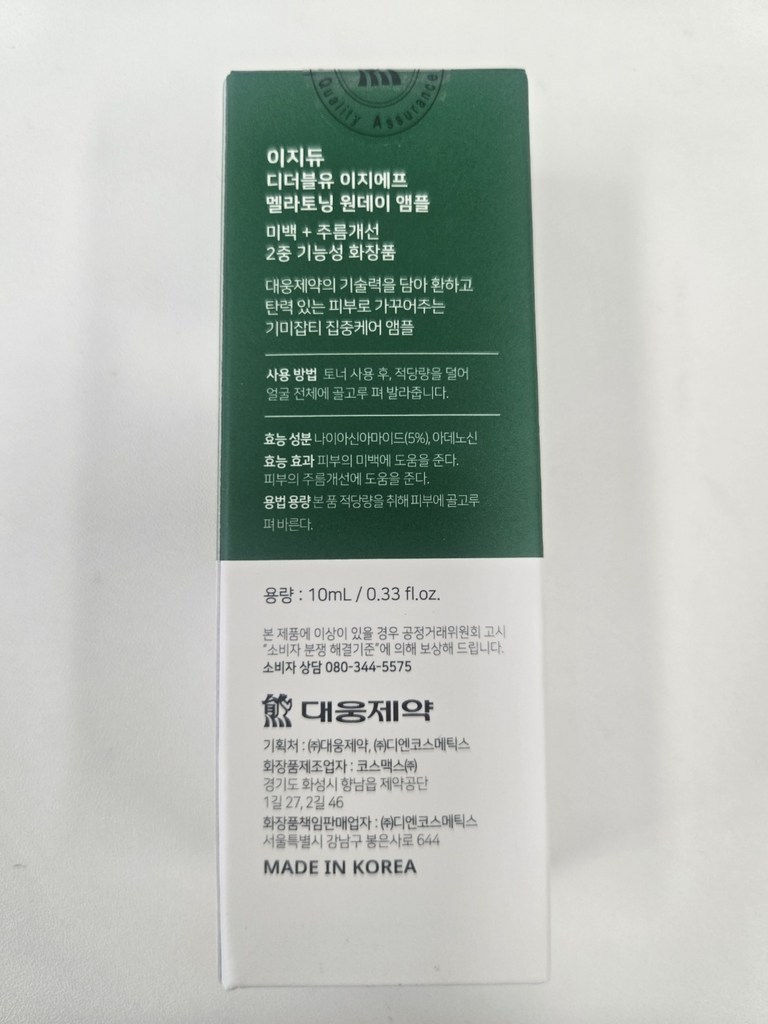 Quality Assurance
이지듀
디더블유 이지에프
멜라토닝 원데이 앰플
미백 + 주름개선
2중 기능성 화장품
대웅제약의 기술력을 담아 환하고
탄력 있는 피부로 가꾸어주는
기미잡티 집중케어 앰플
사용 방법 토너 사용 후, 적당량을 덜어
얼굴 전체에 골고루 펴 발라줍니다.
효능 성분 나이아신아마이드(5%), 아데노신
효능 효과 피부의 미백에 도움을 준다.
피부의 주름개선에 도움을 준다.
용법 용량 본 품 적당량을 취해 피부에 골고루
펴 바른다.
용량 : 10mL / 0.33 fl.oz.
본 제품에 이상이 있을 경우 공정거래위원회 고시
"소비자 분쟁 해결기준"에 의해 보상해 드립니다.
소비자 상담 080-344-5575
대웅제약
기획처 : ㈜대웅제약, ㈜디엔코스메틱스
화장품제조업자 : 코스맥스㈜
경기도 화성시 향남읍 제약공단
1길 27, 2길 46
화장품책임판매업자 : ㈜디엔코스메틱스
서울특별시 강남구 봉은사로 644
MADE IN KOREA